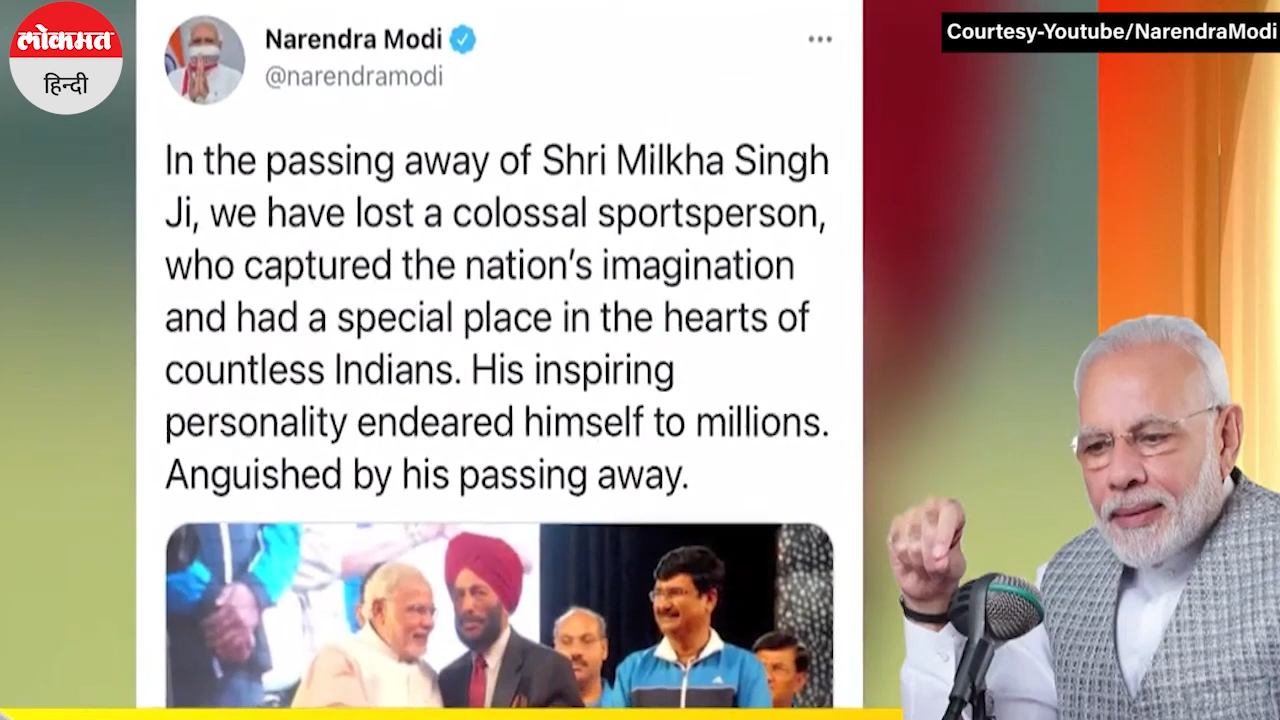 लोकमत
हिन्दी
Courtesy-Youtube/NarendraModi
Narendra Modi
@narendramodi
In the passing away of Shri Milkha Singh
Ji, we have lost a colossal sportsperson,
who captured the nation’s imagination
and had a special place in the hearts of
countless Indians. His inspiring
personality endeared himself to millions.
Anguished by his passing away.